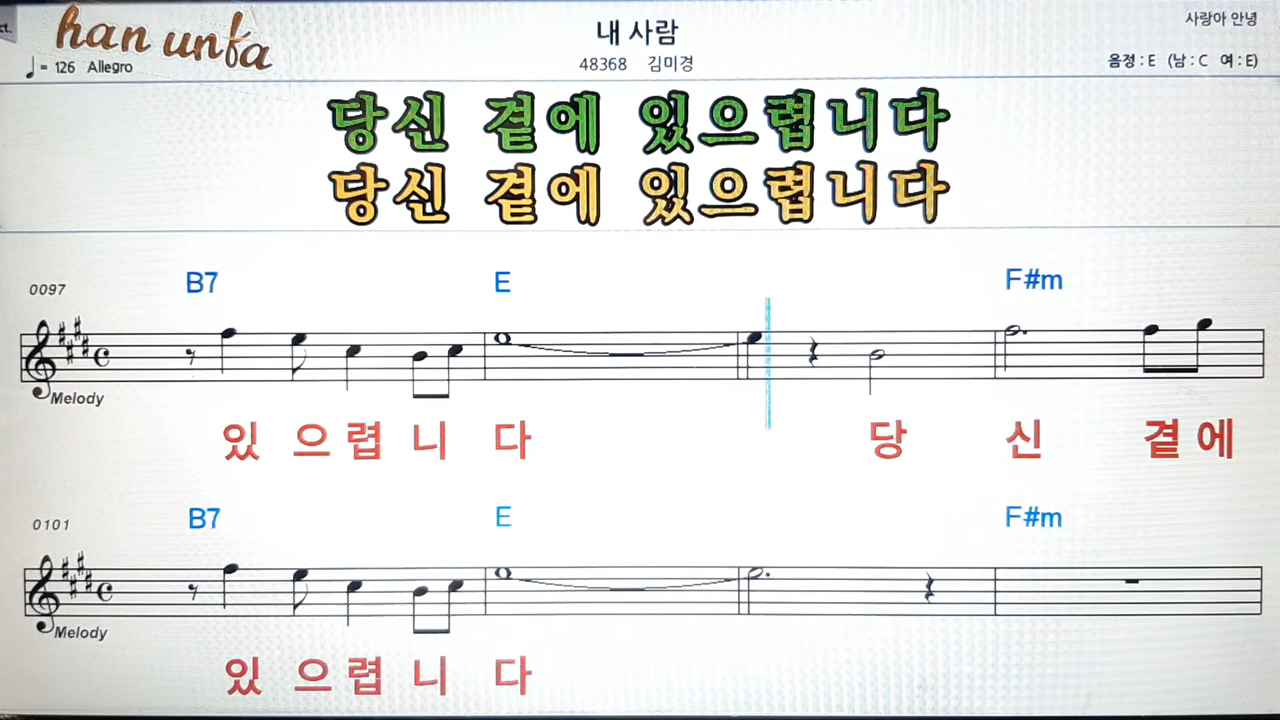 ct.
han unfa
내 사람
사랑아 안녕
♩= 126 Allegro
48368 김미경
음정 : E (남 : C 여 : E)
당신 곁에 있으렵니다
당신 곁에 있으렵니다
0097
B7 E F#m
Melody
있 으 렵 니 다 당 신 곁 에
0101
B7 E F#m
Melody
있 으 렵 니 다